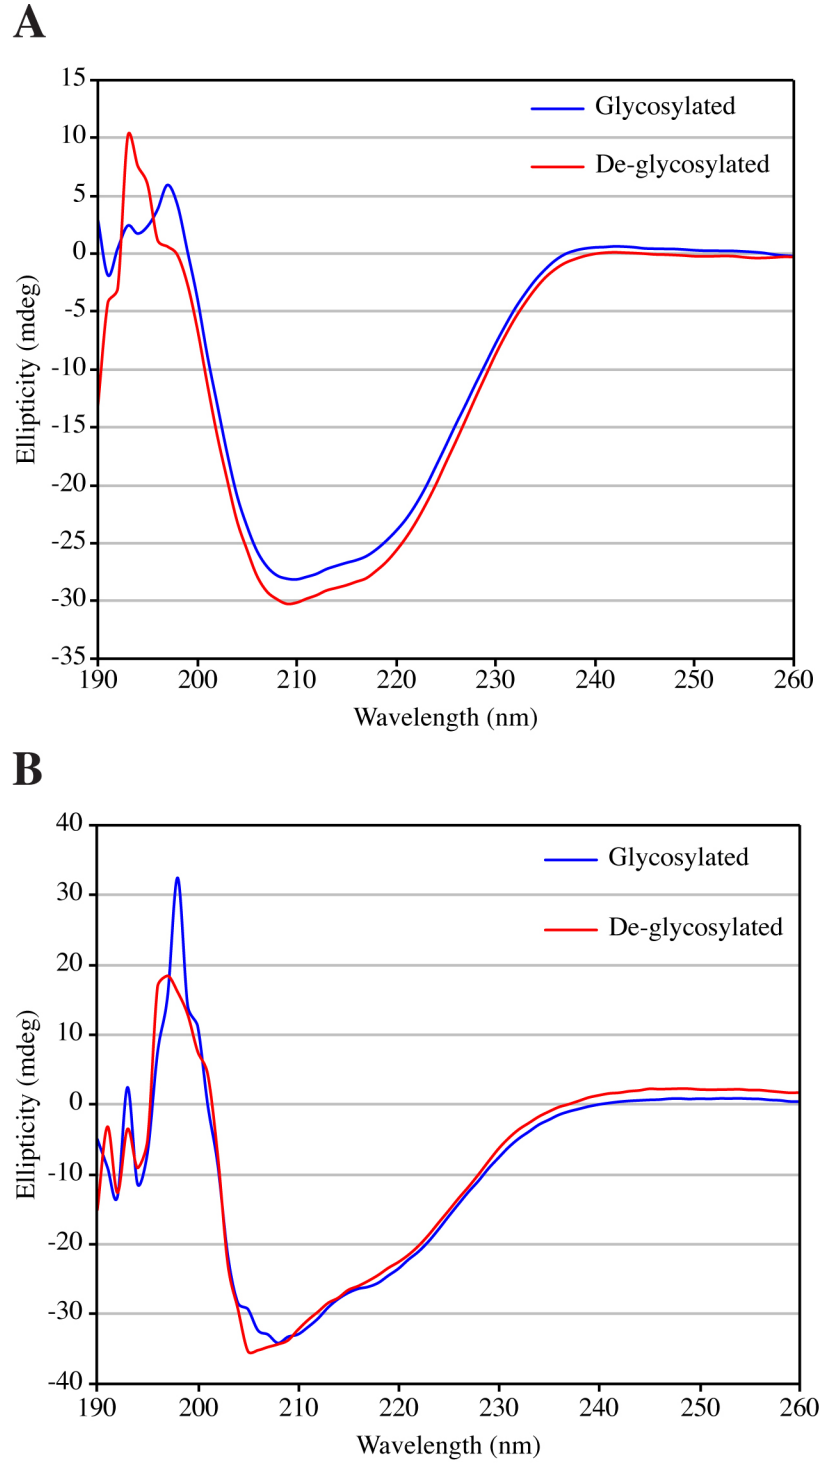 A
15
10
5
0
-5
-10
-15
-20
-25
-30
-35
Ellipticity (mdeg)
Glycosylated
De-glycosylated
190 200 210 220 230 240 250 260
Wavelength (nm)
B
40
30
20
10
0
-10
-20
-30
-40
Ellipticity (mdeg)
Glycosylated
De-glycosylated
190 200 210 220 230 240 250 260
Wavelength (nm)